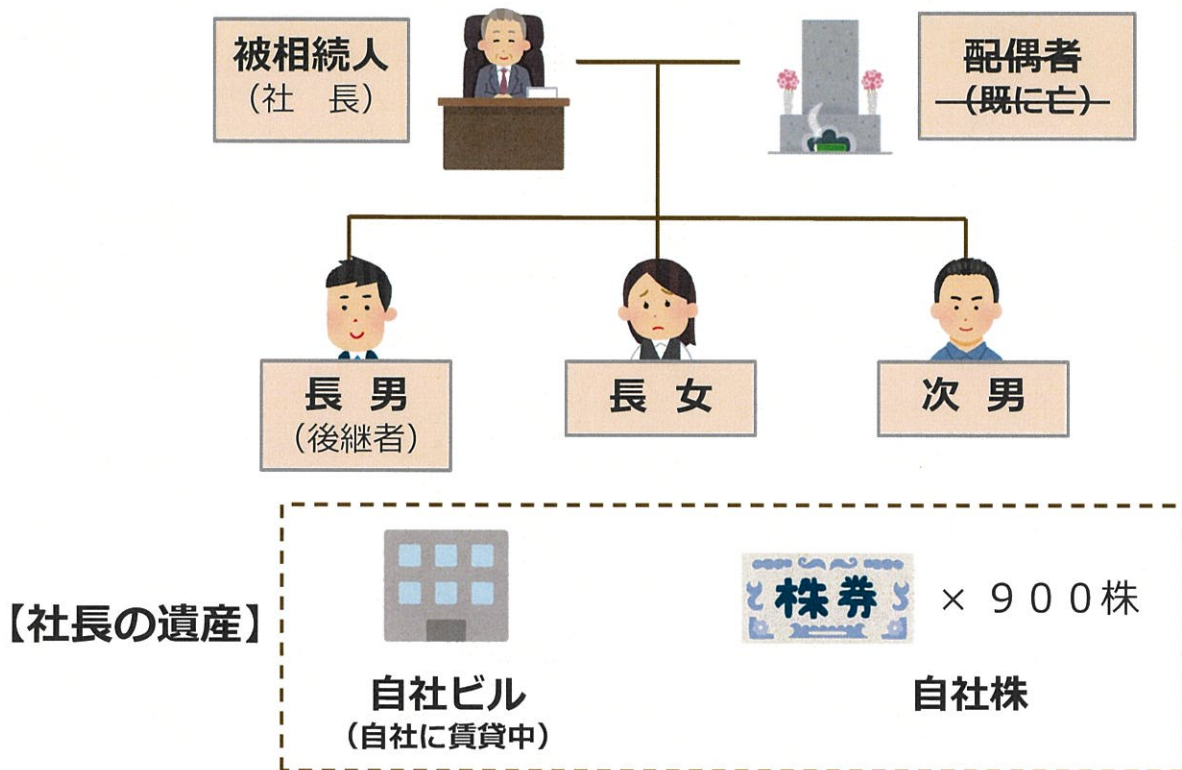 被相続人
（社　長）
配偶者
（既に亡）
長 男
（後継者）
長 女
次 男
【社長の遺産】
株券
× ９００株
自社ビル
（自社に賃貸中）
自社株